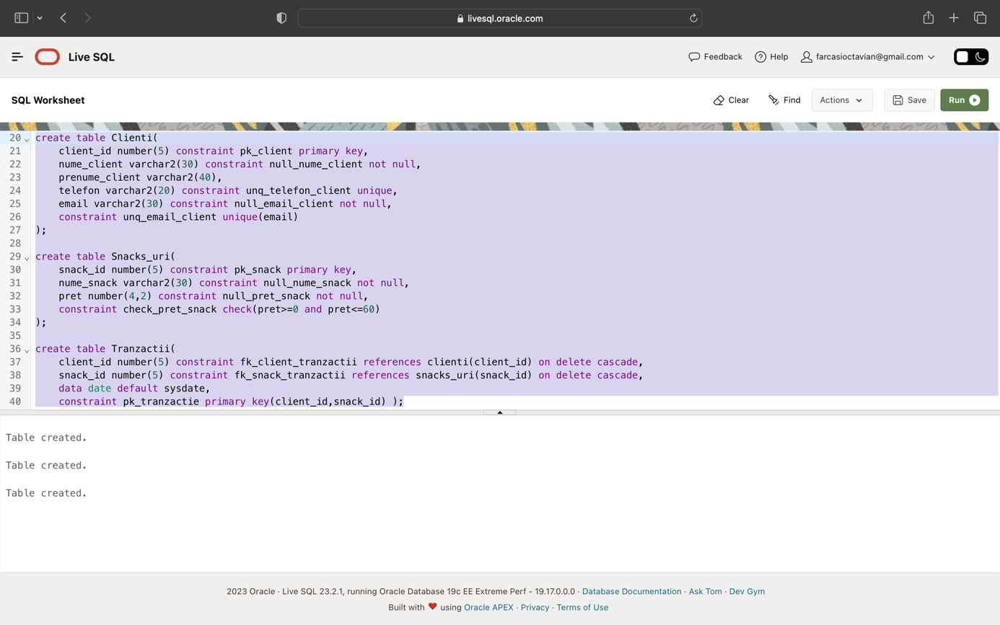 livesql.oracle.com
Live SQL
Feedback
Help
farcasioctavian@gmail.com
SQL Worksheet
Clear
Find
Actions
Save
Run
20 create table Clienti(
21     client_id number(5) constraint pk_client primary key,
22     nume_client varchar2(30) constraint null_nume_client not null,
23     prenume_client varchar2(40),
24     telefon varchar2(20) constraint unq_telefon_client unique,
25     email varchar2(30) constraint null_email_client not null,
26     constraint unq_email_client unique(email)
27 );
28
29 create table Snacks_uri(
30     snack_id number(5) constraint pk_snack primary key,
31     nume_snack varchar2(30) constraint null_nume_snack not null,
32     pret number(4,2) constraint null_pret_snack not null,
33     constraint check_pret_snack check(pret>=0 and pret<=60)
34 );
35
36 create table Tranzactii(
37     client_id number(5) constraint fk_client_tranzactii references clienti(client_id) on delete cascade,
38     snack_id number(5) constraint fk_snack_tranzactii references snacks_uri(snack_id) on delete cascade,
39     data date default sysdate,
40     constraint pk_tranzactie primary key(client_id,snack_id) );
Table created.
Table created.
Table created.
2023 Oracle · Live SQL 23.2.1, running Oracle Database 19c EE Extreme Perf - 19.17.0.0.0 · Database Documentation · Ask Tom · Dev Gym
Built with ❤ using Oracle APEX · Privacy · Terms of Use